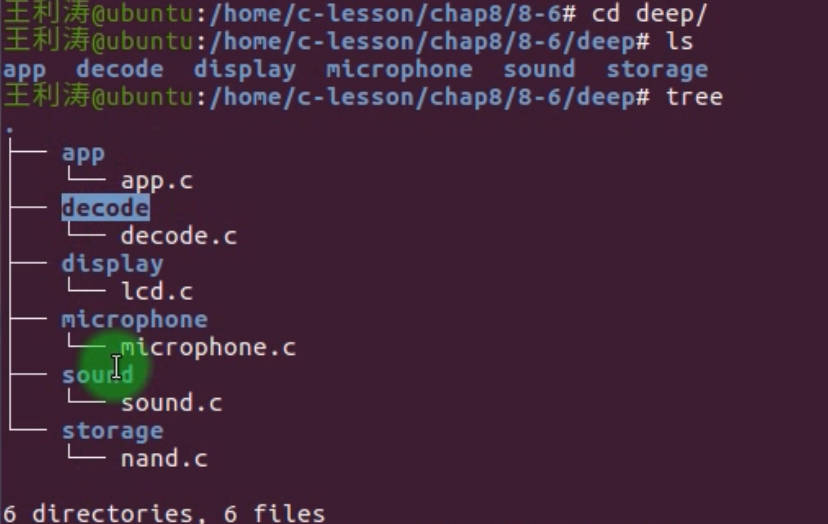 王利涛@ubuntu:/home/c-lesson/chap8/8-6# cd deep/
王利涛@ubuntu:/home/c-lesson/chap8/8-6/deep# ls
app  decode  display  microphone  sound  storage
王利涛@ubuntu:/home/c-lesson/chap8/8-6/deep# tree
.
├── app
│   └── app.c
├── decode
│   └── decode.c
├── display
│   └── lcd.c
├── microphone
│   └── microphone.c
├── sound
│   └── sound.c
└── storage
    └── nand.c
6 directories, 6 files